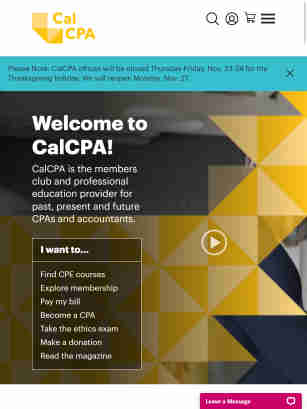 Cal
CPA
Please Note: CalCPA offices will be closed Thursday-Friday, Nov. 23-24 for the
Thanksgiving holiday. We will reopen Monday, Nov. 27.
Welcome to
CalCPA!
CalCPA is the members
club and professional
education provider for
past, present and future
CPAs and accountants.
I want to...
Find CPE courses
Explore membership
Pay my bill
Become a CPA
Take the ethics exam
Make a donation
Read the magazine
Leave a Message